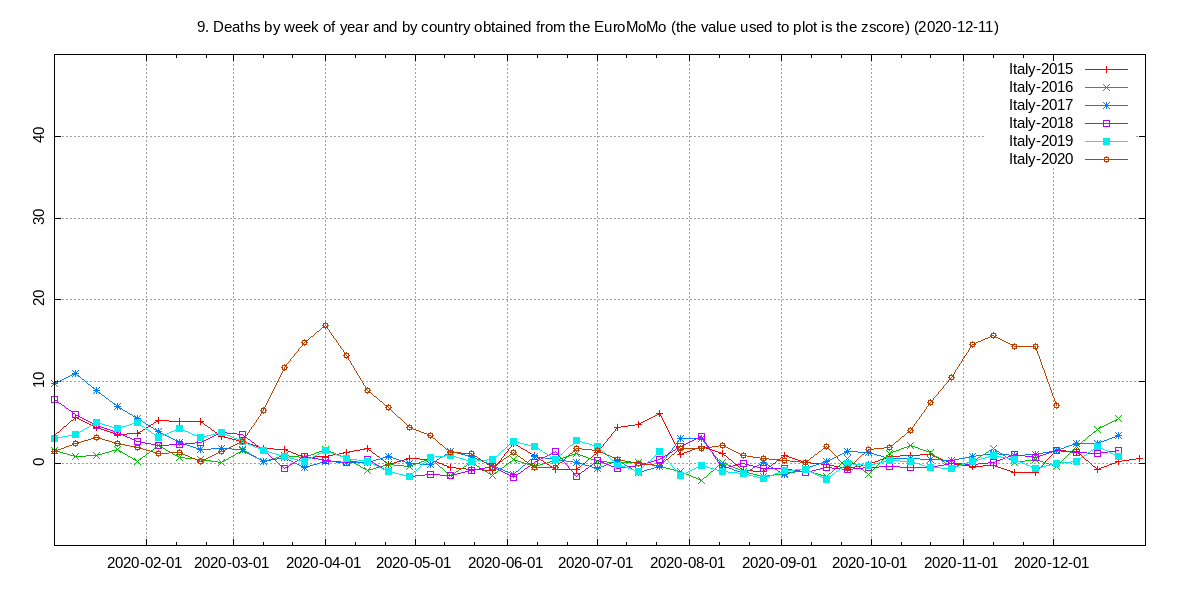 9. Deaths by week of year and by country obtained from the EuroMoMo (the value used to plot is the zscore) (2020-12-11)
Italy-2015
Italy-2016
Italy-2017
Italy-2018
Italy-2019
Italy-2020
40
30
20
10
0
2020-02-01 2020-03-01 2020-04-01 2020-05-01 2020-06-01 2020-07-01 2020-08-01 2020-09-01 2020-10-01 2020-11-01 2020-12-01